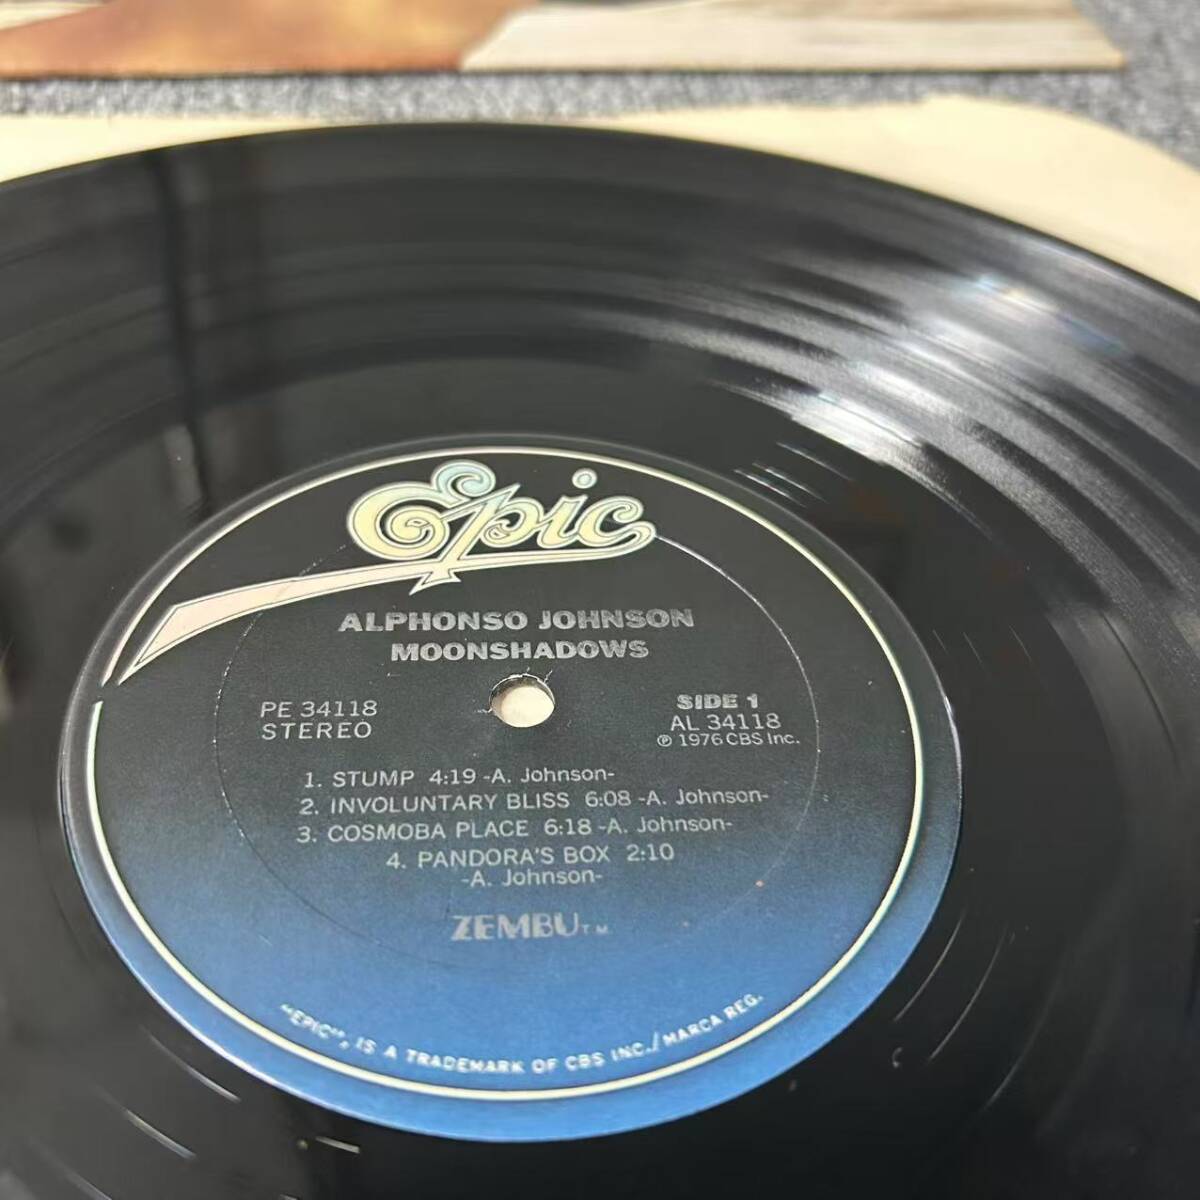 Epic
ALPHONSO JOHNSON
MOONSHADOWS
PE 34118
STEREO
SIDE 1
AL 34118
℗ 1976 CBS Inc.
1. STUMP 4:19 -A. Johnson-
2. INVOLUNTARY BLISS 6:08 -A. Johnson-
3. COSMOBA PLACE 6:18 -A. Johnson-
4. PANDORA'S BOX 2:10
-A. Johnson-
ZEMBU T.M.
"EPIC", IS A TRADEMARK OF CBS INC./MARCA REG.